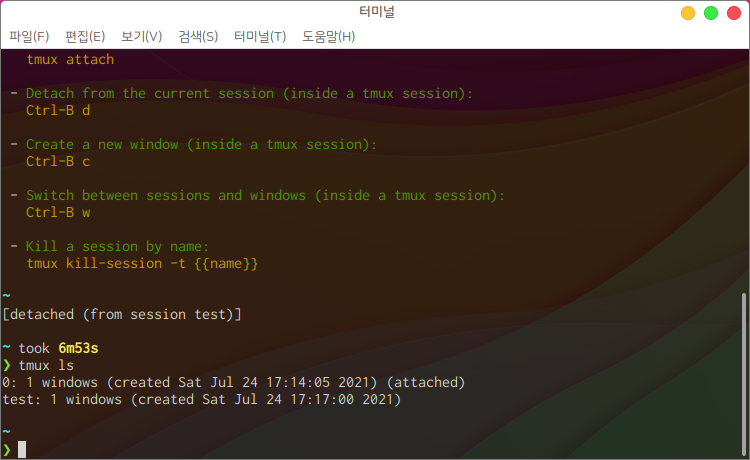 터미널
파일(F) 편집(E) 보기(V) 검색(S) 터미널(T) 도움말(H)
tmux attach
- Detach from the current session (inside a tmux session):
Ctrl-B d
- Create a new window (inside a tmux session):
Ctrl-B c
- Switch between sessions and windows (inside a tmux session):
Ctrl-B w
- Kill a session by name:
tmux kill-session -t {{name}}
~
[detached (from session test)]
~ took 6m53s
❯ tmux ls
0: 1 windows (created Sat Jul 24 17:14:05 2021) (attached)
test: 1 windows (created Sat Jul 24 17:17:00 2021)
~
❯